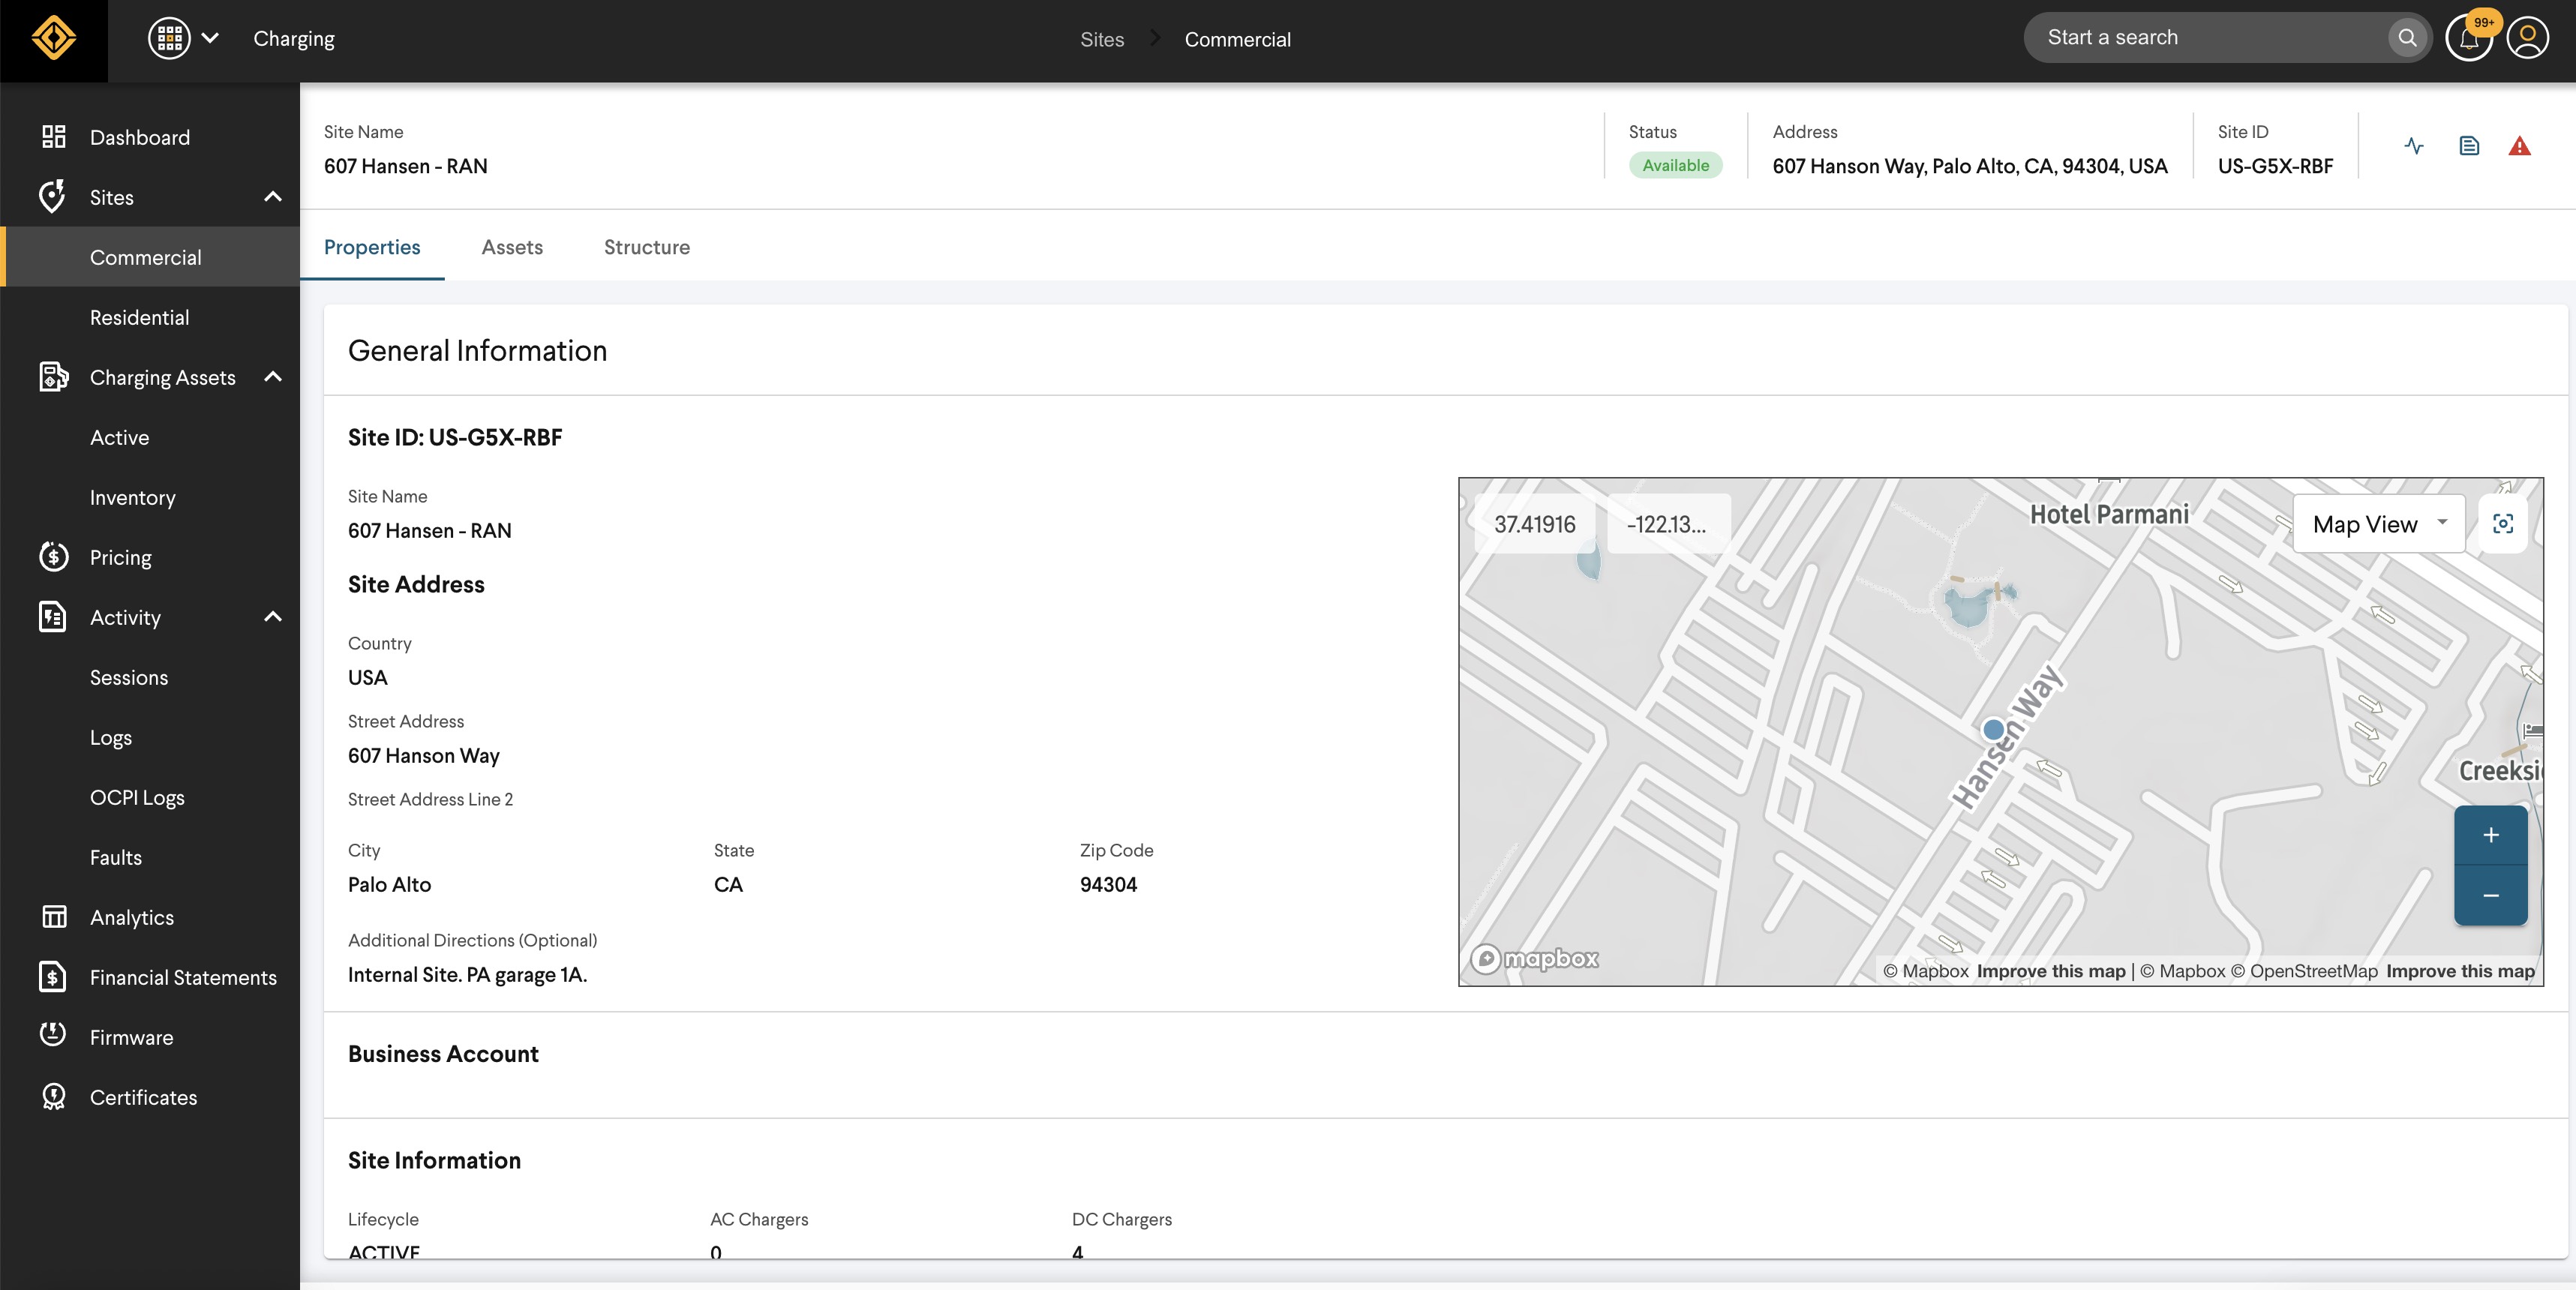 Charging
Sites
Commercial
Start a search
99+
Dashboard
Sites
Commercial
Residential
Charging Assets
Active
Inventory
Pricing
Activity
Sessions
Logs
OCPI Logs
Faults
Analytics
Financial Statements
Firmware
Certificates
Site Name
607 Hansen - RAN
Status
Available
Address
607 Hanson Way, Palo Alto, CA, 94304, USA
Site ID
US-G5X-RBF
Properties
Assets
Structure
General Information
Site ID: US-G5X-RBF
Site Name
607 Hansen - RAN
Site Address
Country
USA
Street Address
607 Hanson Way
Street Address Line 2
City
State
Zip Code
Palo Alto
CA
94304
Additional Directions (Optional)
Internal Site. PA garage 1A.
37.41916
-122.13...
Hotel Parmani
Map View
Hansen Way
Creeksi
+
−
mapbox
© Mapbox Improve this map | © Mapbox © OpenStreetMap Improve this map
Business Account
Site Information
Lifecycle
AC Chargers
DC Chargers
ACTIVE
0
4